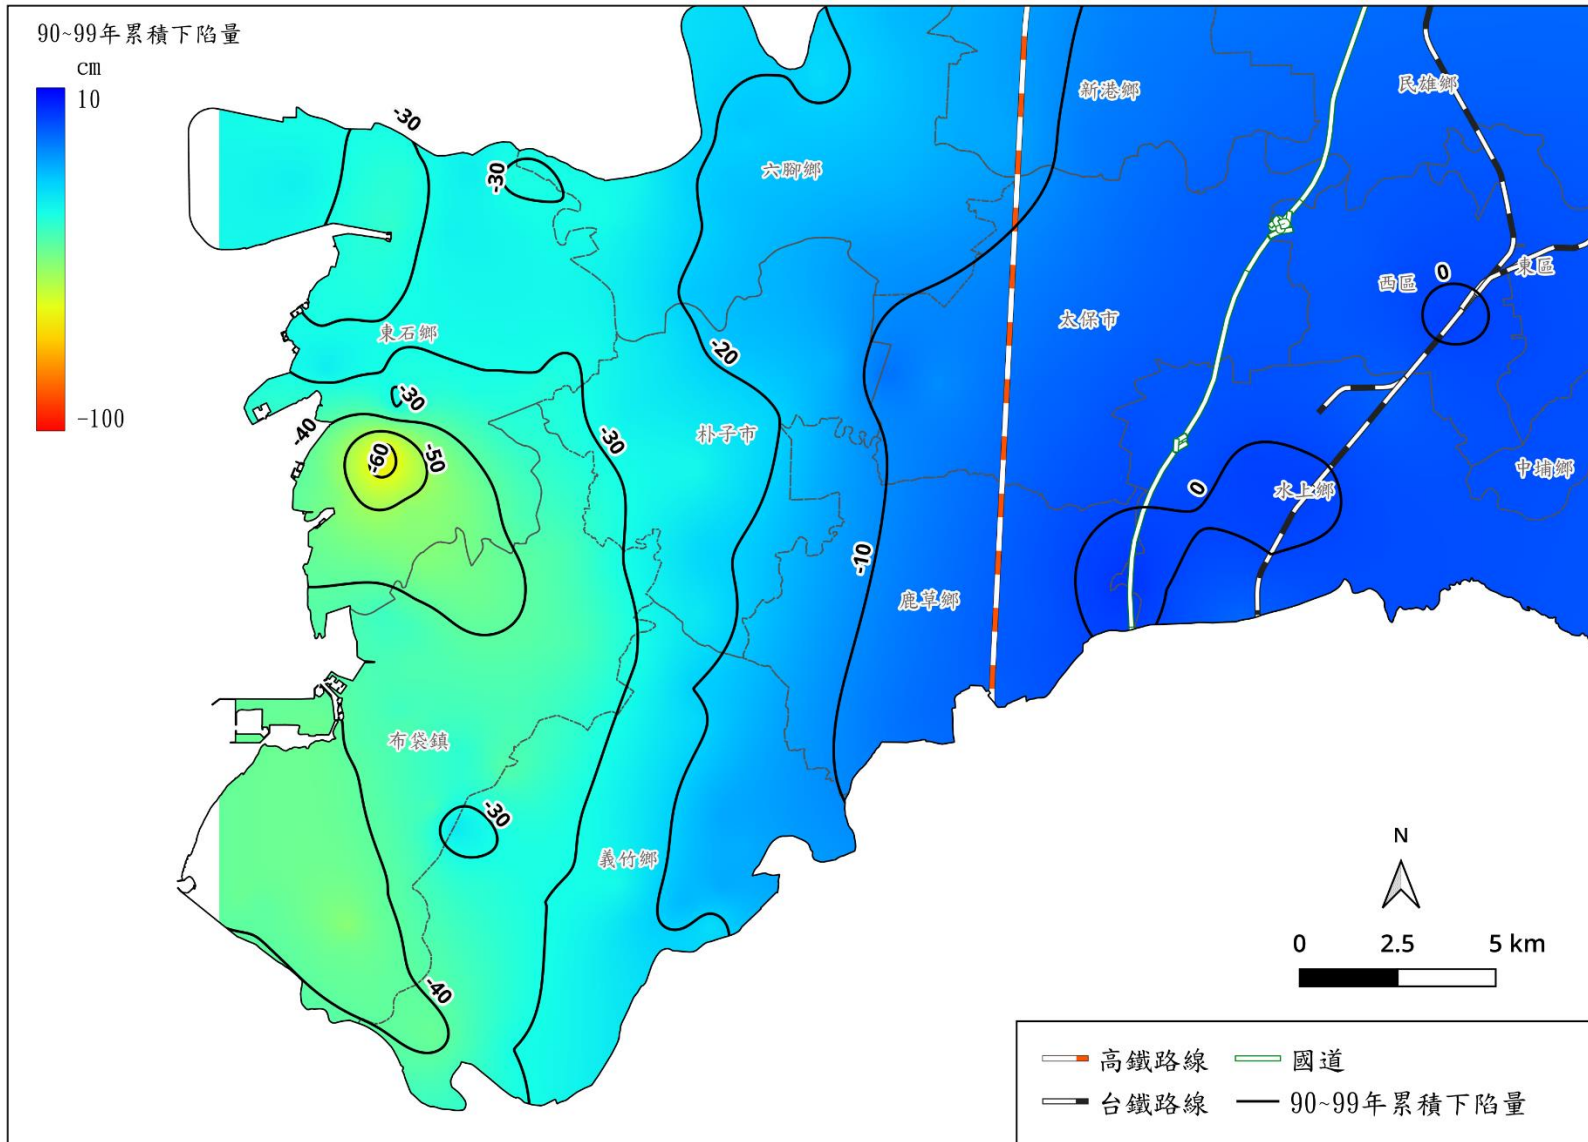 90~99年累積下陷量
cm
10
-100
新港鄉
民雄鄉
-30
六腳鄉
-30
西區
0
東區
太保市
東石鄉
-20
-30
-40
-30
朴子市
-60
-50
中埔鄉
0
水上鄉
-10
鹿草鄉
布袋鎮
-30
義竹鄉
-40
N
0 2.5 5 km
高鐵路線
國道
台鐵路線
90~99年累積下陷量